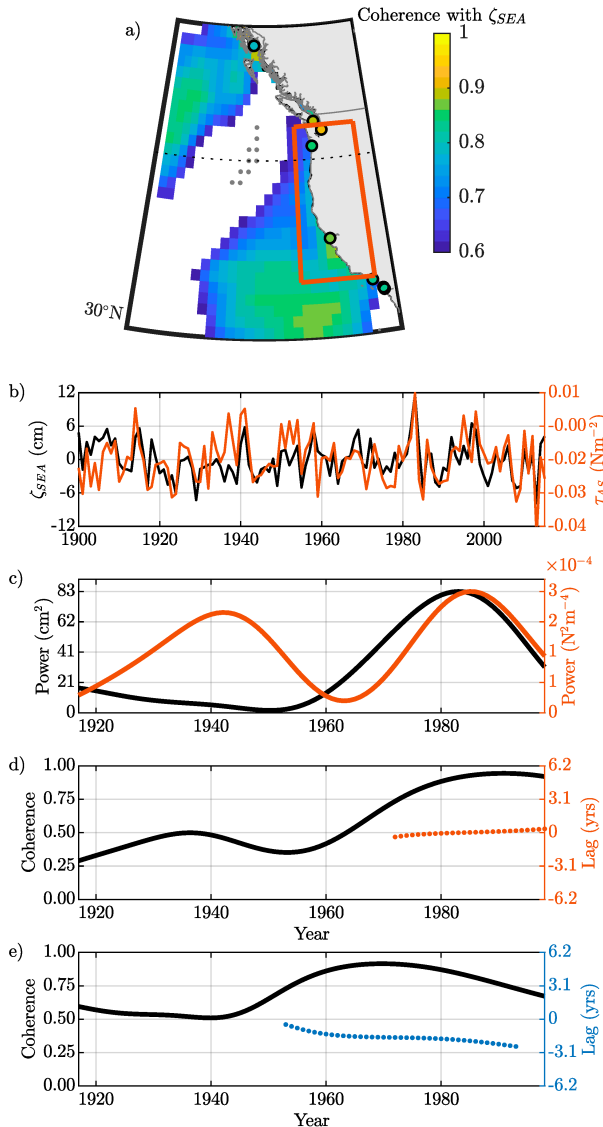 Coherence with ζSEA
a)
1
0.9
0.8
0.7
0.6
30°N
b)
12
6
0
-6
-12
ζSEA (cm)
0.01
-0.00
-0.02
-0.03
-0.04
τAS (Nm⁻²)
1900 1920 1940 1960 1980 2000
c)
×10⁻⁴
83
62
41
21
0
Power (cm²)
3
2
1
1
0
Power (N²m⁻⁴)
1920 1940 1960 1980
d)
1.00
0.75
0.50
0.25
0.00
Coherence
6.2
3.1
0
-3.1
-6.2
Lag (yrs)
1920 1940 1960 1980
Year
e)
1.00
0.75
0.50
0.25
0.00
Coherence
6.2
3.1
0
-3.1
-6.2
Lag (yrs)
1920 1940 1960 1980
Year